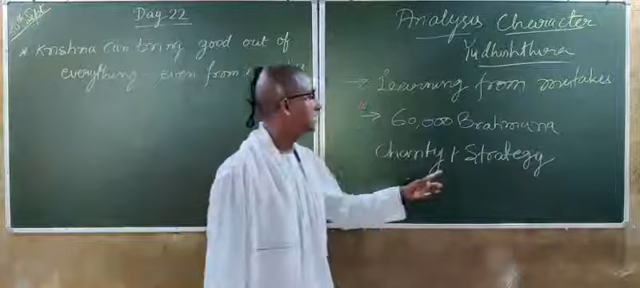 Day 22
* Krishna can bring good out of
everything - even from
Analysis Character
Yudhishthira
→ Learning from mistakes
→ 60,000 Brahmana
Charity + Strategy